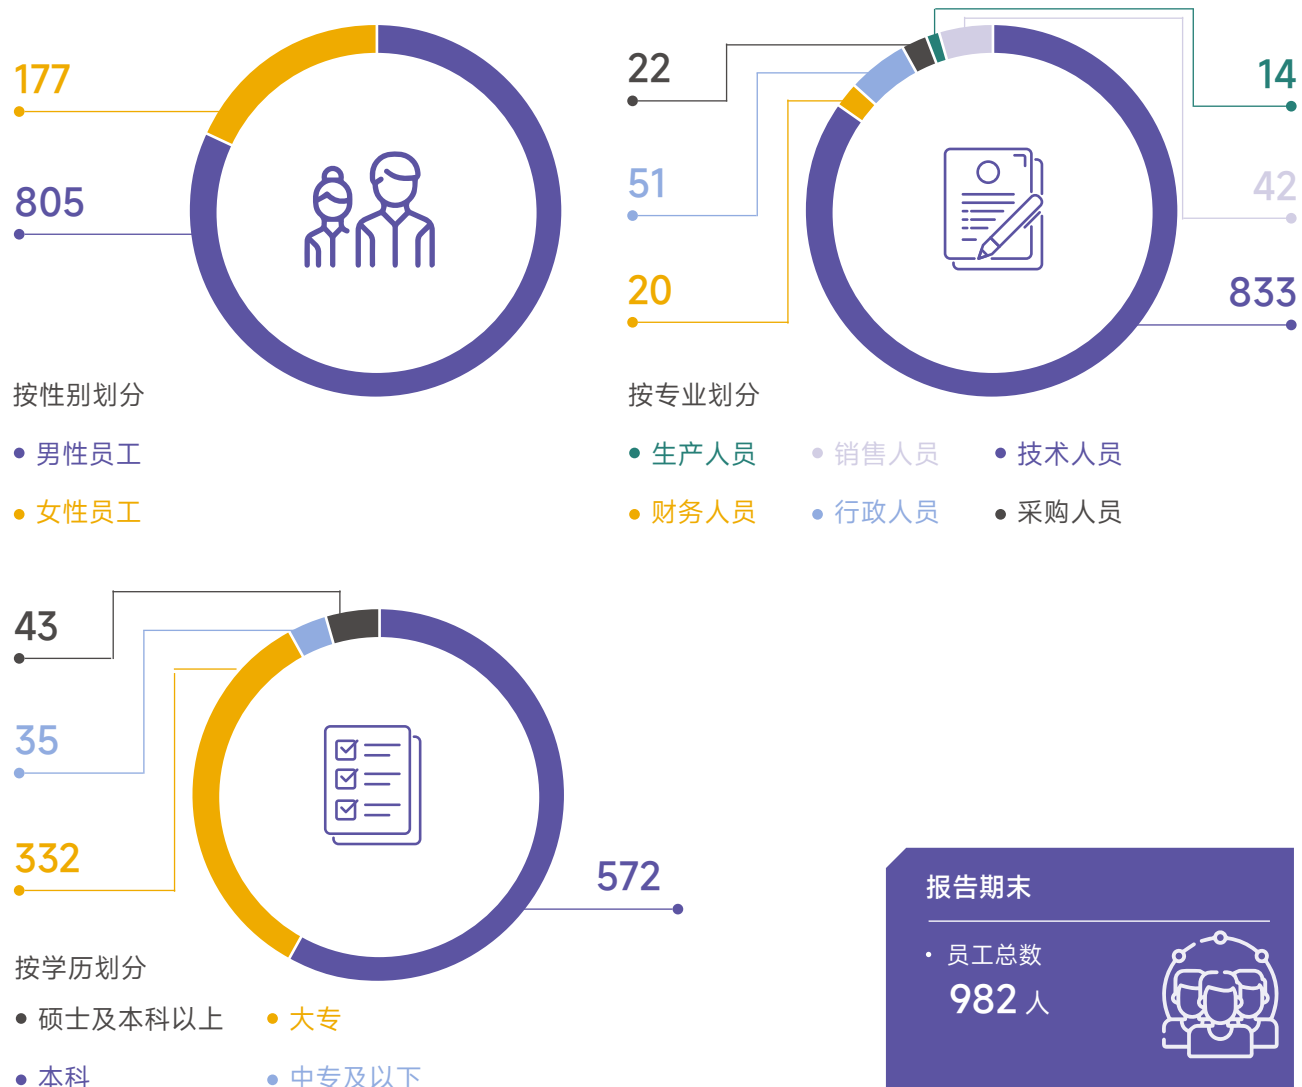 177
805
按性别划分
男性员工
女性员工
22
51
20
14
42
833
按专业划分
生产人员 销售人员 技术人员
财务人员 行政人员 采购人员
43
35
332
572
按学历划分
硕士及本科以上 大专
本科 中专及以下
报告期末
员工总数
982 人